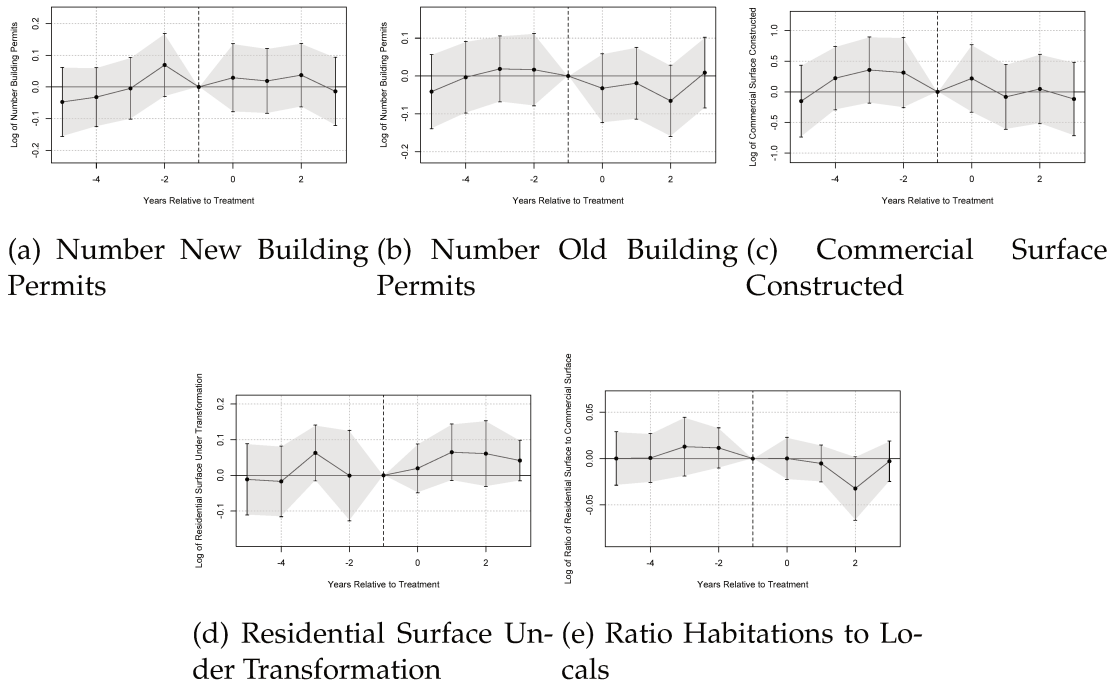 Log of Number Building Permits
0.2
0.1
0.0
-0.1
-0.2
-4
-2
0
2
Years Relative to Treatment
(a) Number New Building
Permits
Log of Number Building Permits
0.1
0.0
-0.1
-0.2
-4
-2
0
2
Years Relative to Treatment
(b) Number Old Building
Permits
Log of Commercial Surface Constructed
1.0
0.5
0.0
-0.5
-1.0
-4
-2
0
2
Years Relative to Treatment
(c) Commercial Surface
Constructed
Log of Residential Surface Under Transformation
0.2
0.1
0.0
-0.1
-4
-2
0
2
Years Relative to Treatment
(d) Residential Surface Un-
der Transformation
Log of Ratio of Residential Surface to Commercial Surface
0.05
0.00
-0.05
-4
-2
0
2
Years Relative to Treatment
(e) Ratio Habitations to Lo-
cals